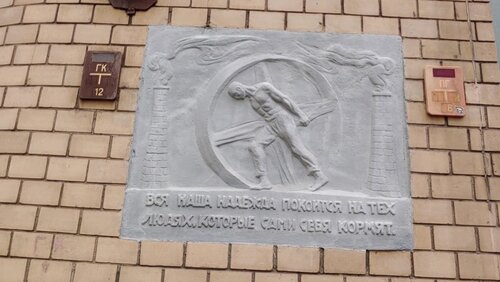 ГК
12
ВСЯ НАША НАДЕЖДА ПОКОИТСЯ НА ТЕХ
ЛЮДЯХ, КОТОРЫЕ САМИ СЕБЯ КОРМЯТ.